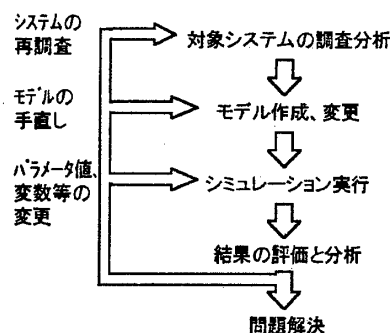 システムの
再調査
対象システムの調査分析
モデルの
手直し
モデル作成、変更
パラメータ値、
変数等の
変更
シミュレーション実行
結果の評価と分析
問題解決